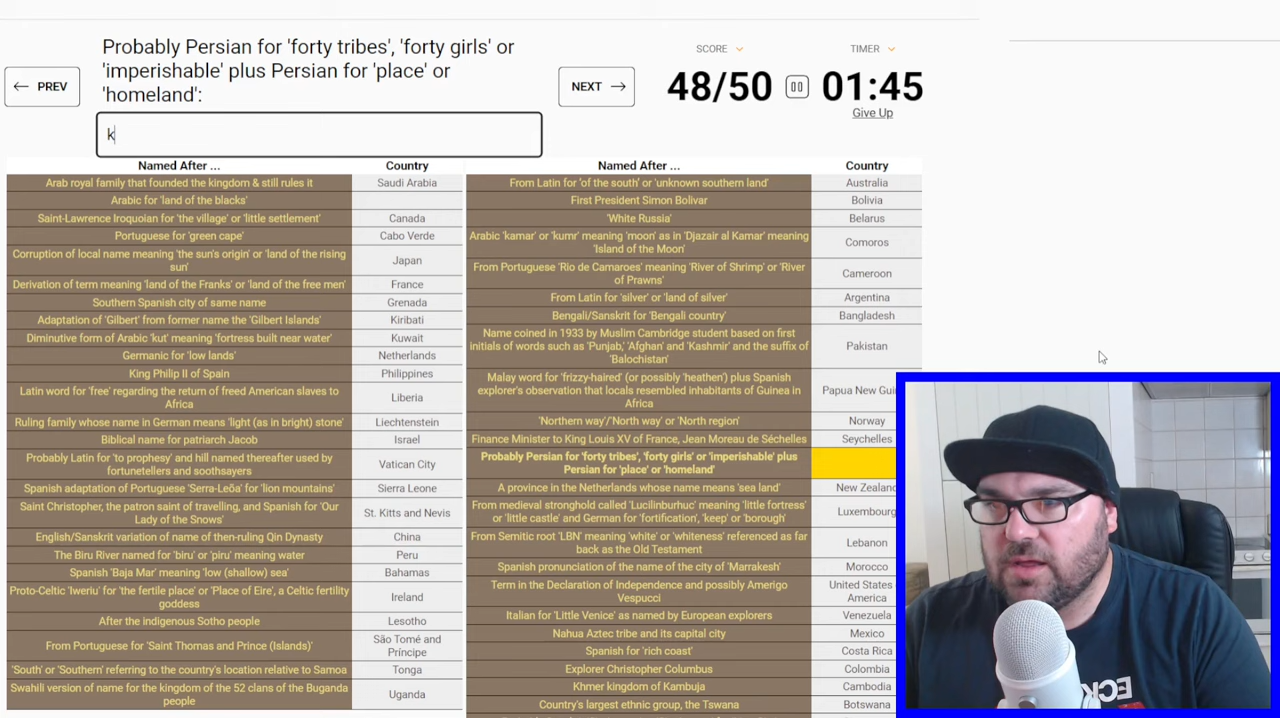 Probably Persian for 'forty tribes', 'forty girls' or
'imperishable' plus Persian for 'place' or
'homeland':
← PREV
NEXT →
SCORE
48/50
TIMER
01:45
Give Up
k
Named After ...
Country
Arab royal family that founded the kingdom & still rules it
Saudi Arabia
Arabic for 'land of the blacks'
Saint-Lawrence Iroquoian for 'the village' or 'little settlement'
Canada
Portuguese for 'green cape'
Cabo Verde
Corruption of local name meaning 'the sun's origin' or 'land of the rising
sun'
Japan
Derivation of term meaning 'land of the Franks' or 'land of the free men'
France
Southern Spanish city of same name
Grenada
Adaptation of 'Gilbert' from former name the 'Gilbert Islands'
Kiribati
Diminutive form of Arabic 'kut' meaning 'fortress built near water'
Kuwait
Germanic for 'low lands'
Netherlands
King Philip II of Spain
Philippines
Latin word for 'free' regarding the return of freed American slaves to
Africa
Liberia
Ruling family whose name in German means 'light (as in bright) stone'
Liechtenstein
Biblical name for patriarch Jacob
Israel
Probably Latin for 'to prophesy' and hill named thereafter used by
fortunetellers and soothsayers
Vatican City
Spanish adaptation of Portuguese 'Serra-Leõa' for 'lion mountains'
Sierra Leone
Saint Christopher, the patron saint of travelling, and Spanish for 'Our
Lady of the Snows'
St. Kitts and Nevis
English/Sanskrit variation of name of then-ruling Qin Dynasty
China
The Biru River named for 'biru' or 'piru' meaning water
Peru
Spanish 'Baja Mar' meaning 'low (shallow) sea'
Bahamas
Proto-Celtic 'Iweriu' for 'the fertile place' or 'Place of Eire', a Celtic fertility
goddess
Ireland
After the indigenous Sotho people
Lesotho
From Portuguese for 'Saint Thomas and Prince (Islands)'
São Tomé and
Príncipe
'South' or 'Southern' referring to the country's location relative to Samoa
Tonga
Swahili version of name for the kingdom of the 52 clans of the Buganda
people
Uganda
Named After ...
Country
From Latin for 'of the south' or 'unknown southern land'
Australia
First President Simon Bolivar
Bolivia
'White Russia'
Belarus
Arabic 'kamar' or 'kumr' meaning 'moon' as in 'Djazair al Kamar' meaning
'Island of the Moon'
Comoros
From Portuguese 'Rio de Camaroes' meaning 'River of Shrimp' or 'River
of Prawns'
Cameroon
From Latin for 'silver' or 'land of silver'
Argentina
Bengali/Sanskrit for 'Bengali country'
Bangladesh
Name coined in 1933 by Muslim Cambridge student based on first
initials of words such as 'Punjab,' 'Afghan' and 'Kashmir' and the suffix of
'Balochistan'
Pakistan
Malay word for 'frizzy-haired' (or possibly 'heathen') plus Spanish
explorer's observation that locals resembled inhabitants of Guinea in
Africa
Papua New Gui
'Northern way'/'North way' or 'North region'
Norway
Finance Minister to King Louis XV of France, Jean Moreau de Séchelles
Seychelles
Probably Persian for 'forty tribes', 'forty girls' or 'imperishable' plus
Persian for 'place' or 'homeland'
A province in the Netherlands whose name means 'sea land'
New Zealand
From medieval stronghold called 'Lucilinburhuc' meaning 'little fortress'
or 'little castle' and German for 'fortification', 'keep' or 'borough'
Luxembourg
From Semitic root 'LBN' meaning 'white' or 'whiteness' referenced as far
back as the Old Testament
Lebanon
Spanish pronunciation of the name of the city of 'Marrakesh'
Morocco
Term in the Declaration of Independence and possibly Amerigo
Vespucci
United States
America
Italian for 'Little Venice' as named by European explorers
Venezuela
Nahua Aztec tribe and its capital city
Mexico
Spanish for 'rich coast'
Costa Rica
Explorer Christopher Columbus
Colombia
Khmer kingdom of Kambuja
Cambodia
Country's largest ethnic group, the Tswana
Botswana